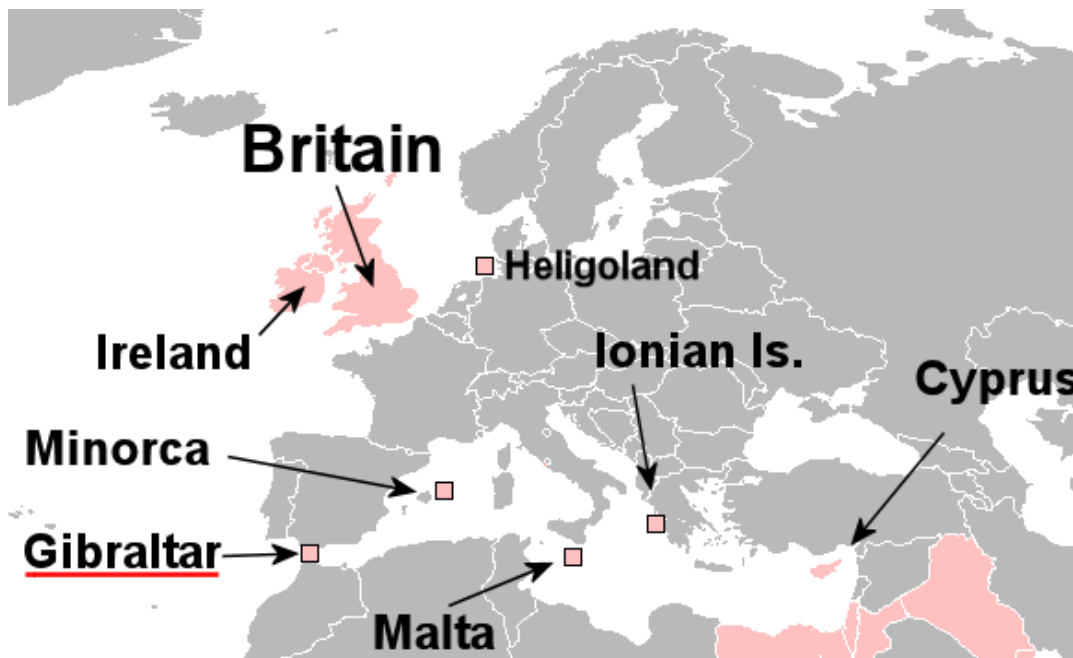 Britain
Heligoland
Ireland
Ionian Is.
Cyprus
Minorca
Gibraltar
Malta